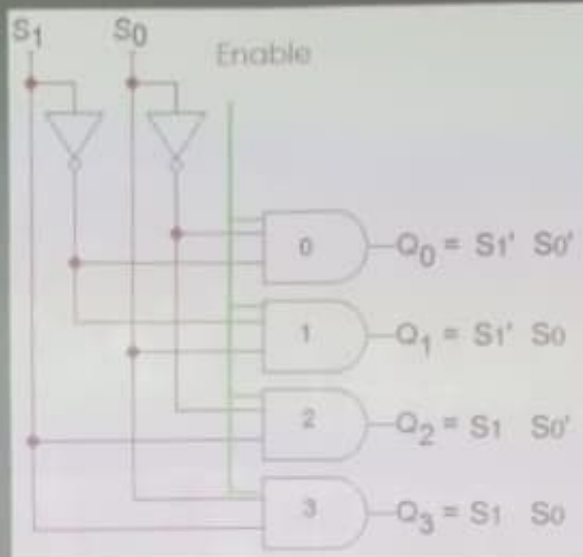 S1 S0
Enable
0 Q0 = S1' S0'
1 Q1 = S1' S0
2 Q2 = S1 S0'
3 Q3 = S1 S0